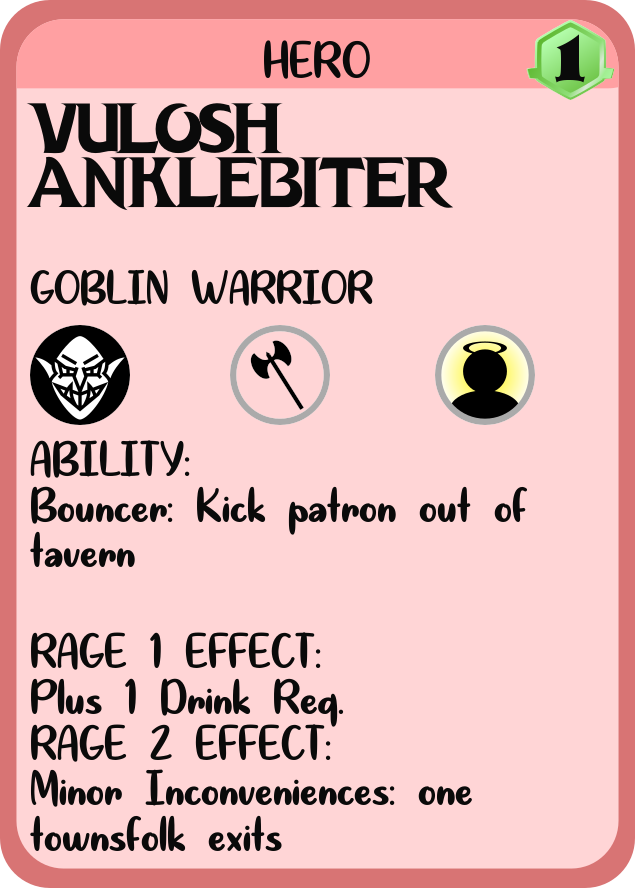 HERO
1
VULOSH
ANKLEBITER
GOBLIN WARRIOR
ABILITY:
Bouncer: Kick patron out of
tavern
RAGE 1 EFFECT:
Plus 1 Drink Req.
RAGE 2 EFFECT:
Minor Inconveniences: one
townsfolk exits